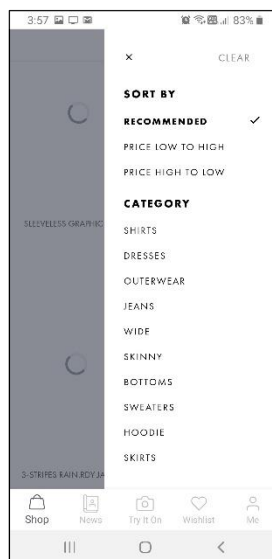 3:57 83%
× CLEAR
SORT BY
RECOMMENDED
PRICE LOW TO HIGH
PRICE HIGH TO LOW
SLEEVELESS GRAPHIC
CATEGORY
SHIRTS
DRESSES
OUTERWEAR
JEANS
WIDE
SKINNY
BOTTOMS
SWEATERS
HOODIE
SKIRTS
3-STRIPES RAIN.RDY JA
Shop News Try It On Wishlist Me